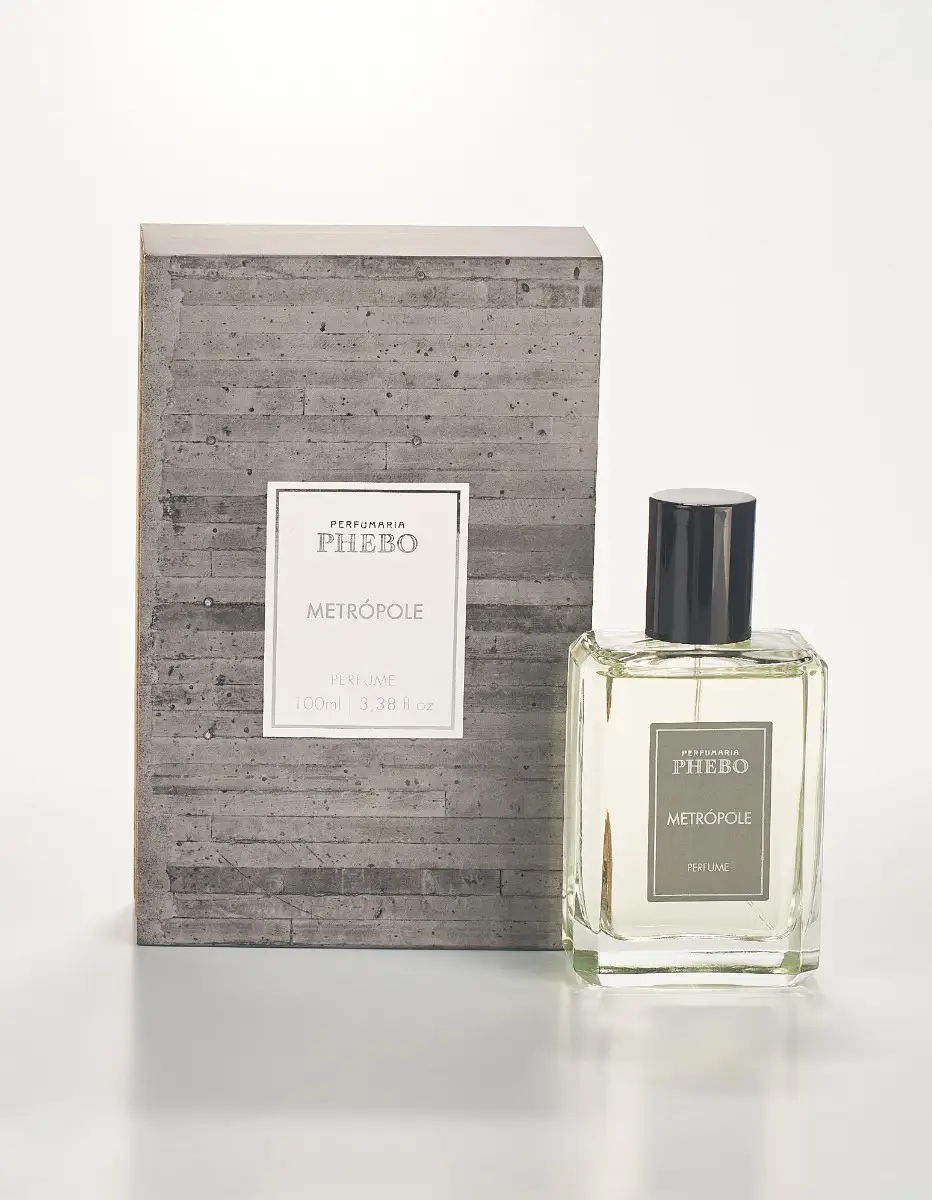 PERFUMARIA
PHEBO
METRÓPOLE
PERFUME
100ml | 3,38 fl oz
PERFUMARIA
PHEBO
METRÓPOLE
PERFUME